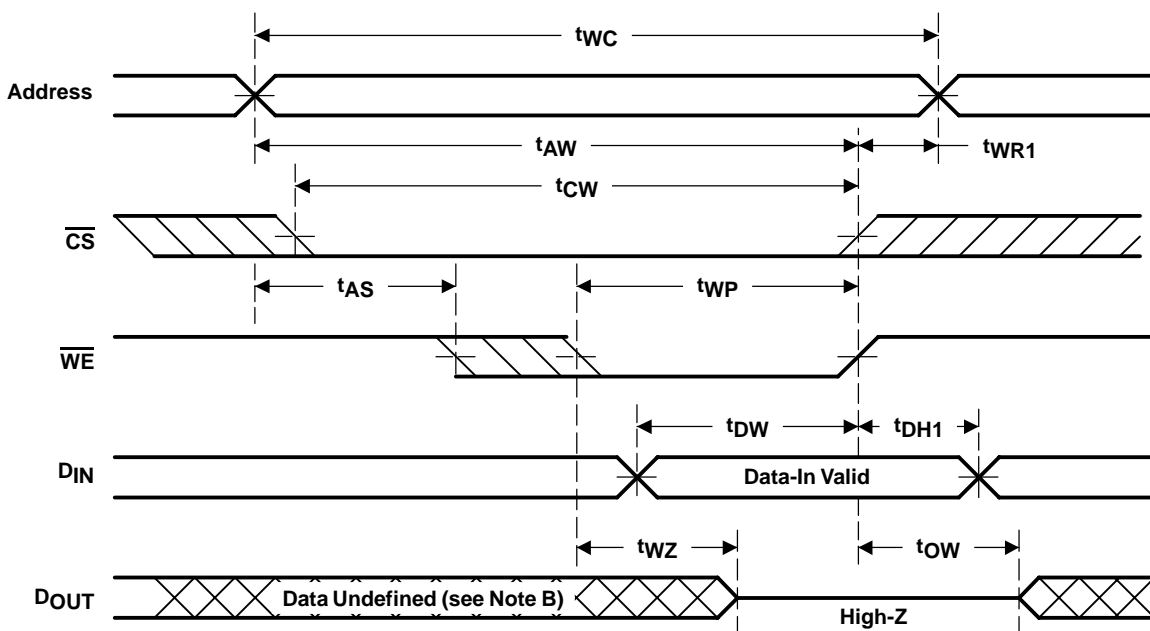 tWC
Address
tAW
tWR1
tCW
CS
tAS
tWP
WE
tDW
tDH1
DIN
Data-In Valid
tWZ
tOW
DOUT
Data Undefined (see Note B)
High-Z